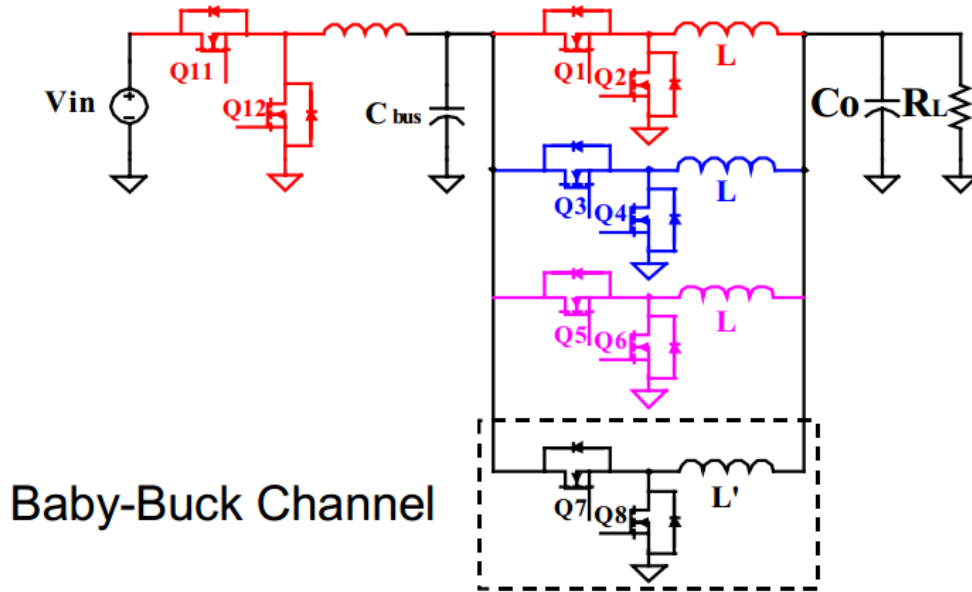 Vin
Q11
Q12
C bus
Q1
Q2
L
Co
RL
Q3
Q4
L
Q5
Q6
L
Baby-Buck Channel
Q7
Q8
L'